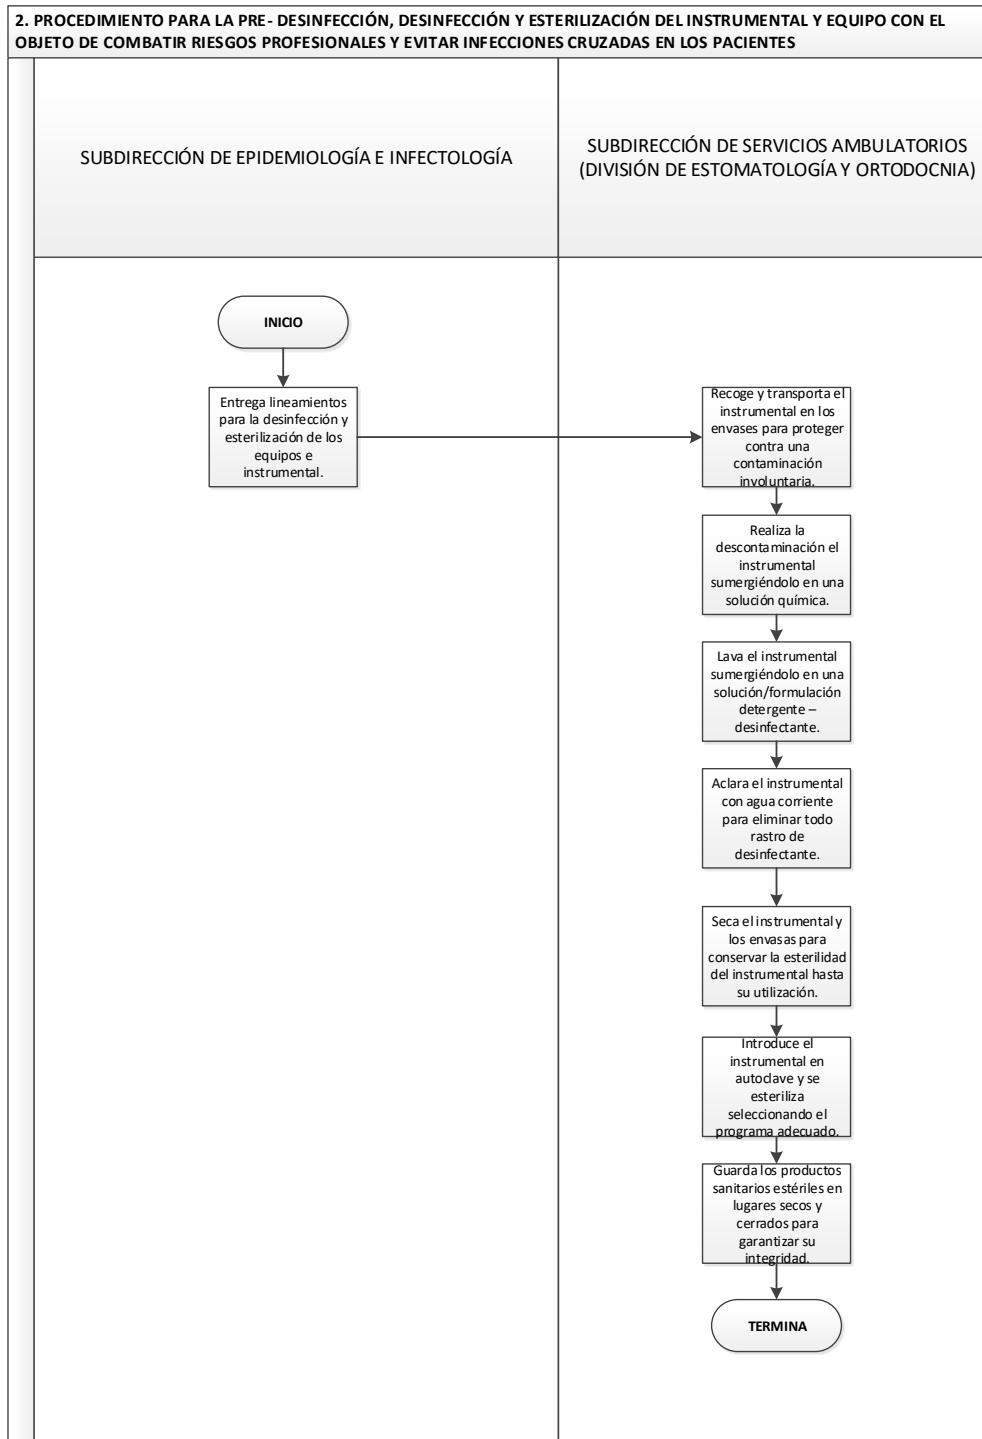 2. PROCEDIMIENTO PARA LA PRE- DESINFECCIÓN, DESINFECCIÓN Y ESTERILIZACIÓN DEL INSTRUMENTAL Y EQUIPO CON EL
OBJETO DE COMBATIR RIESGOS PROFESIONALES Y EVITAR INFECCIONES CRUZADAS EN LOS PACIENTES
SUBDIRECCIÓN DE EPIDEMIOLOGÍA E INFECTOLOGÍA
SUBDIRECCIÓN DE SERVICIOS AMBULATORIOS
(DIVISIÓN DE ESTOMATOLOGÍA Y ORTODOCNIA)
INICIO
Entrega lineamientos
para la desinfección y
esterilización de los
equipos e
instrumental.
Recoge y transporta el
instrumental en los
envases para proteger
contra una
contaminación
involuntaria.
Realiza la
descontaminación el
instrumental
sumergiéndolo en una
solución química.
Lava el instrumental
sumergiéndolo en una
solución/formulación
detergente –
desinfectante.
Aclara el instrumental
con agua corriente
para eliminar todo
rastro de
desinfectante.
Seca el instrumental y
los envasas para
conservar la esterilidad
del instrumental hasta
su utilización.
Introduce el
instrumental en
autoclave y se
esteriliza
seleccionando el
programa adecuado.
Guarda los productos
sanitarios estériles en
lugares secos y
cerrados para
garantizar su
integridad.
TERMINA